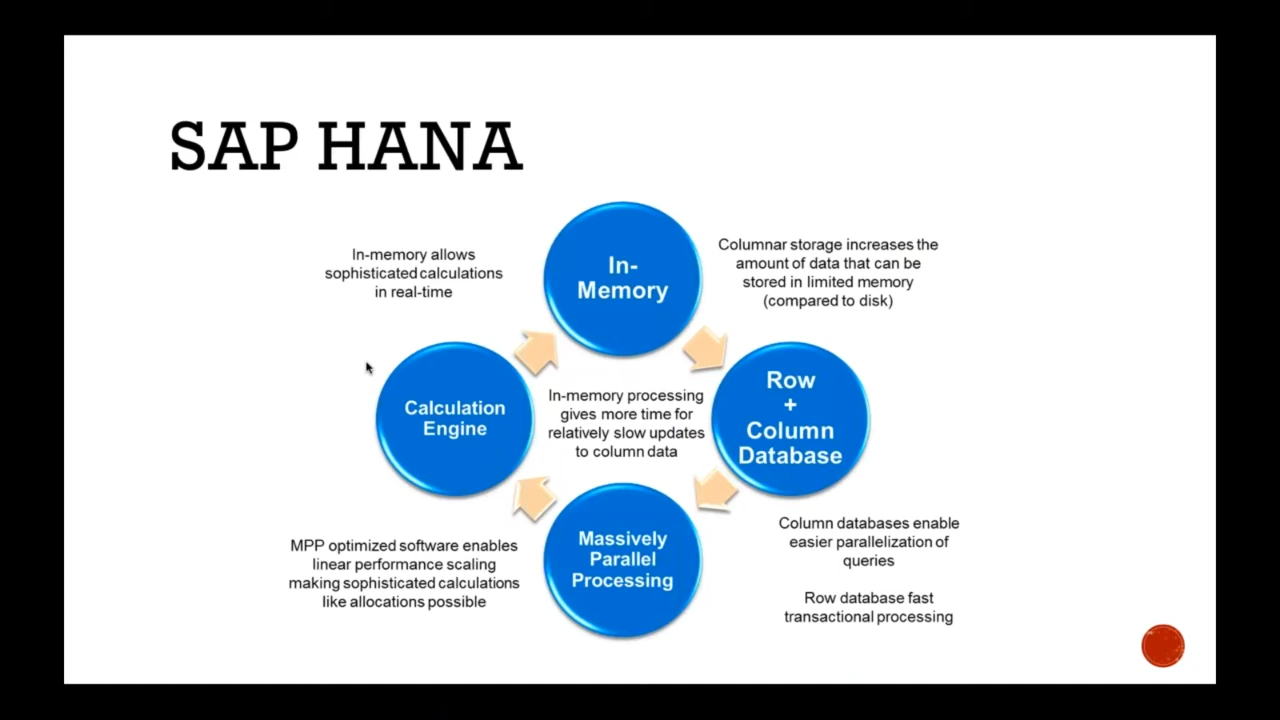 SAP HANA
In-memory allows
sophisticated calculations
in real-time
In-
Memory
Columnar storage increases the
amount of data that can be
stored in limited memory
(compared to disk)
Calculation
Engine
In-memory processing
gives more time for
relatively slow updates
to column data
Row
+
Column
Database
MPP optimized software enables
linear performance scaling
making sophisticated calculations
like allocations possible
Massively
Parallel
Processing
Column databases enable
easier parallelization of
queries
Row database fast
transactional processing